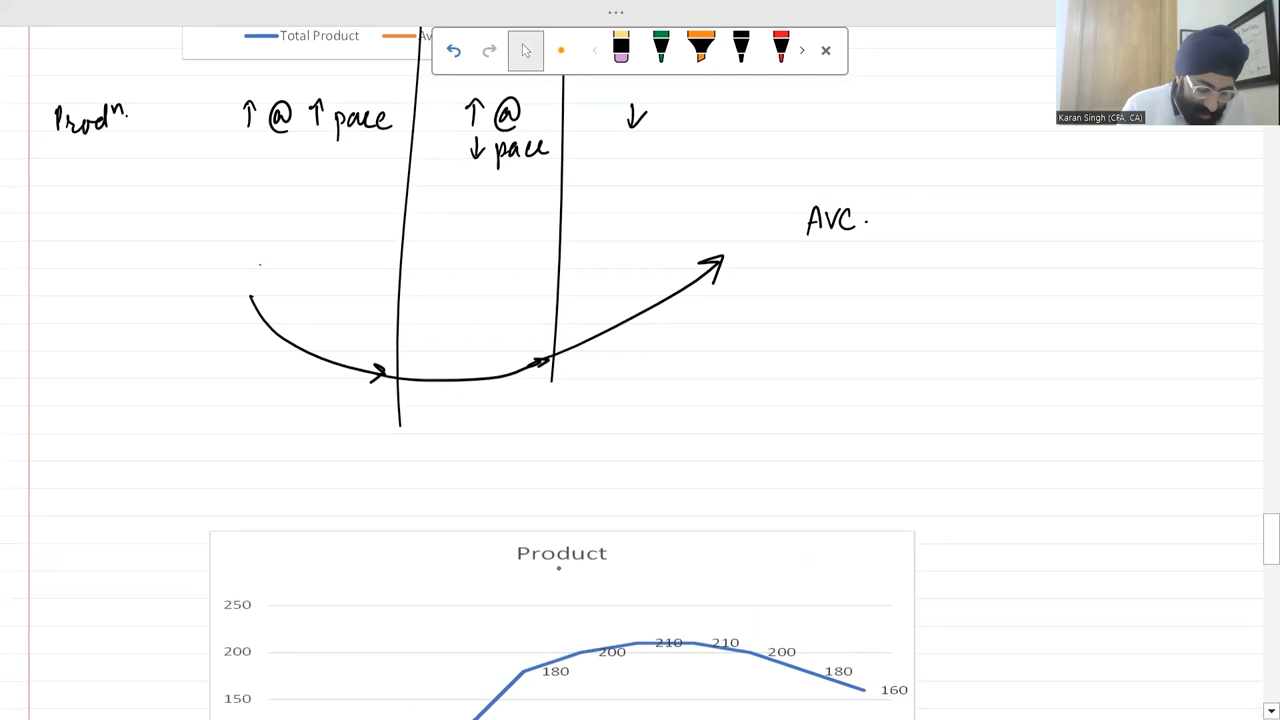 Total Product
Prodⁿ.
↑ @ ↑ pace
↑ @
↓ pace
↓
AVC.
Karan Singh (CFA, CA)
Product
250
200
150
180
200
210
210
200
180
160